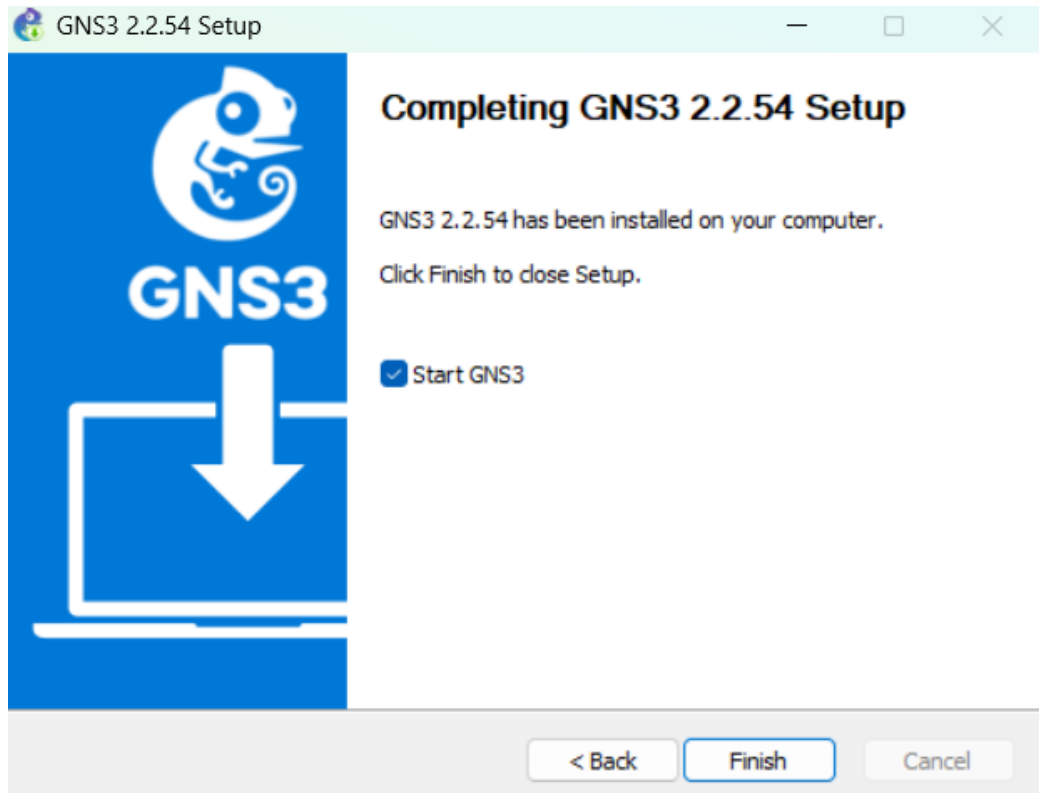 GNS3 2.2.54 Setup
GNS3
Completing GNS3 2.2.54 Setup
GNS3 2.2.54 has been installed on your computer.
Click Finish to close Setup.
Start GNS3
< Back Finish Cancel